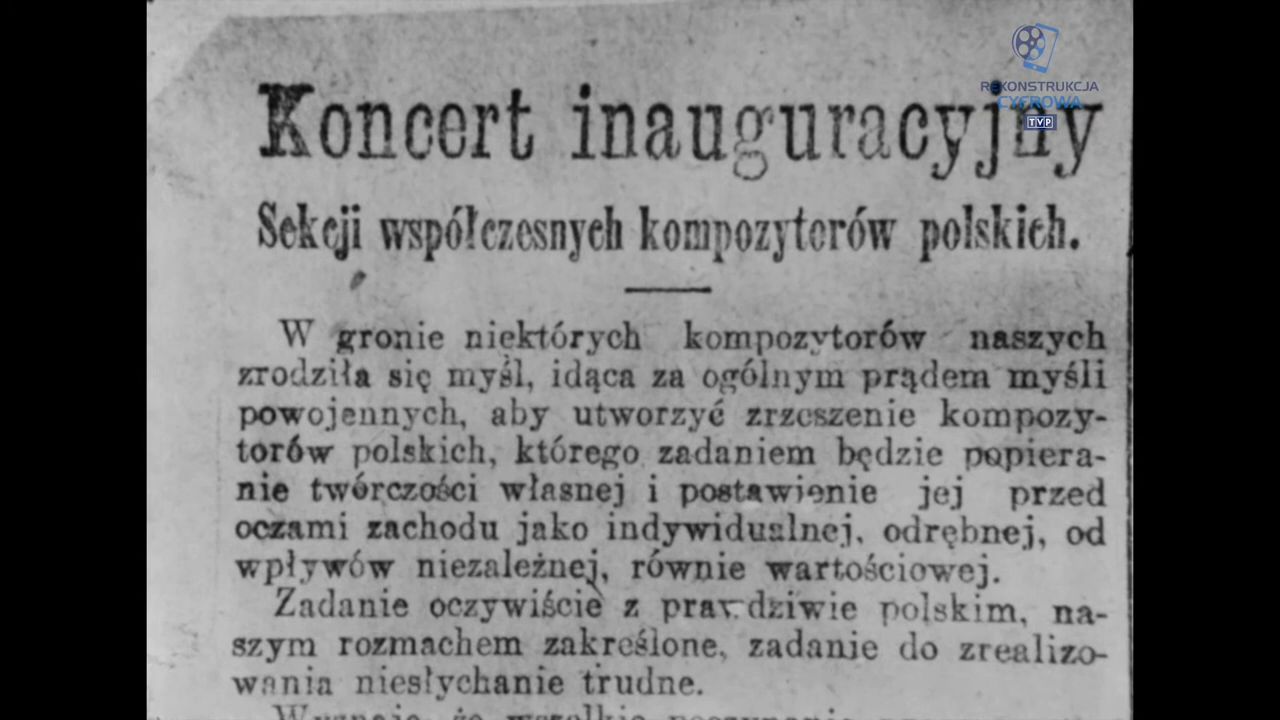 REKONSTRUKCJA
CYFROWA
TVP
Koncert inauguracyjny
Sekcji współczesnych kompozytorów polskich.
W gronie niektórych kompozytorów naszych
zrodziła się myśl, idąca za ogólnym prądem myśli
powojennych, aby utworzyć zrzeszenie kompozy-
torów polskich, którego zadaniem będzie popiera-
nie twórczości własnej i postawienie jej przed
oczami zachodu jako indywidualnej, odrębnej, od
wpływów niezależnej, równie wartościowej.
Zadanie oczywiście z prawdziwie polskim, na-
szym rozmachem zakreślone, zadanie do zrealizo-
wania niesłychanie trudne.